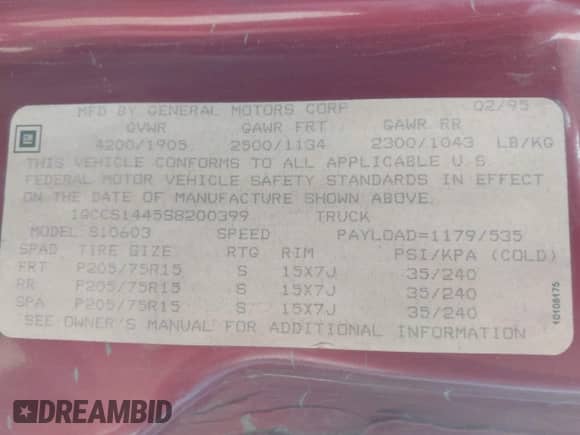 MFD BY GENERAL MOTORS CORP 02/95
GVWR GAWR FRT GAWR RR
4200/1905 2500/1134 2300/1043 LB/KG
THIS VEHICLE CONFORMS TO ALL APPLICABLE U.S.
FEDERAL MOTOR VEHICLE SAFETY STANDARDS IN EFFECT
ON THE DATE OF MANUFACTURE SHOWN ABOVE.
1GCCS1445S8200399 TRUCK
MODEL S10603 SPEED PAYLOAD=1179/535
SPAD TIRE SIZE RTG RIM PSI/KPA (COLD)
FRT P205/75R15 S 15X7J 35/240
RR P205/75R15 S 15X7J 35/240
SPA P205/75R15 S 15X7J 35/240
SEE OWNER'S MANUAL FOR ADDITIONAL INFORMATION
GM
10108175
DREAMBID